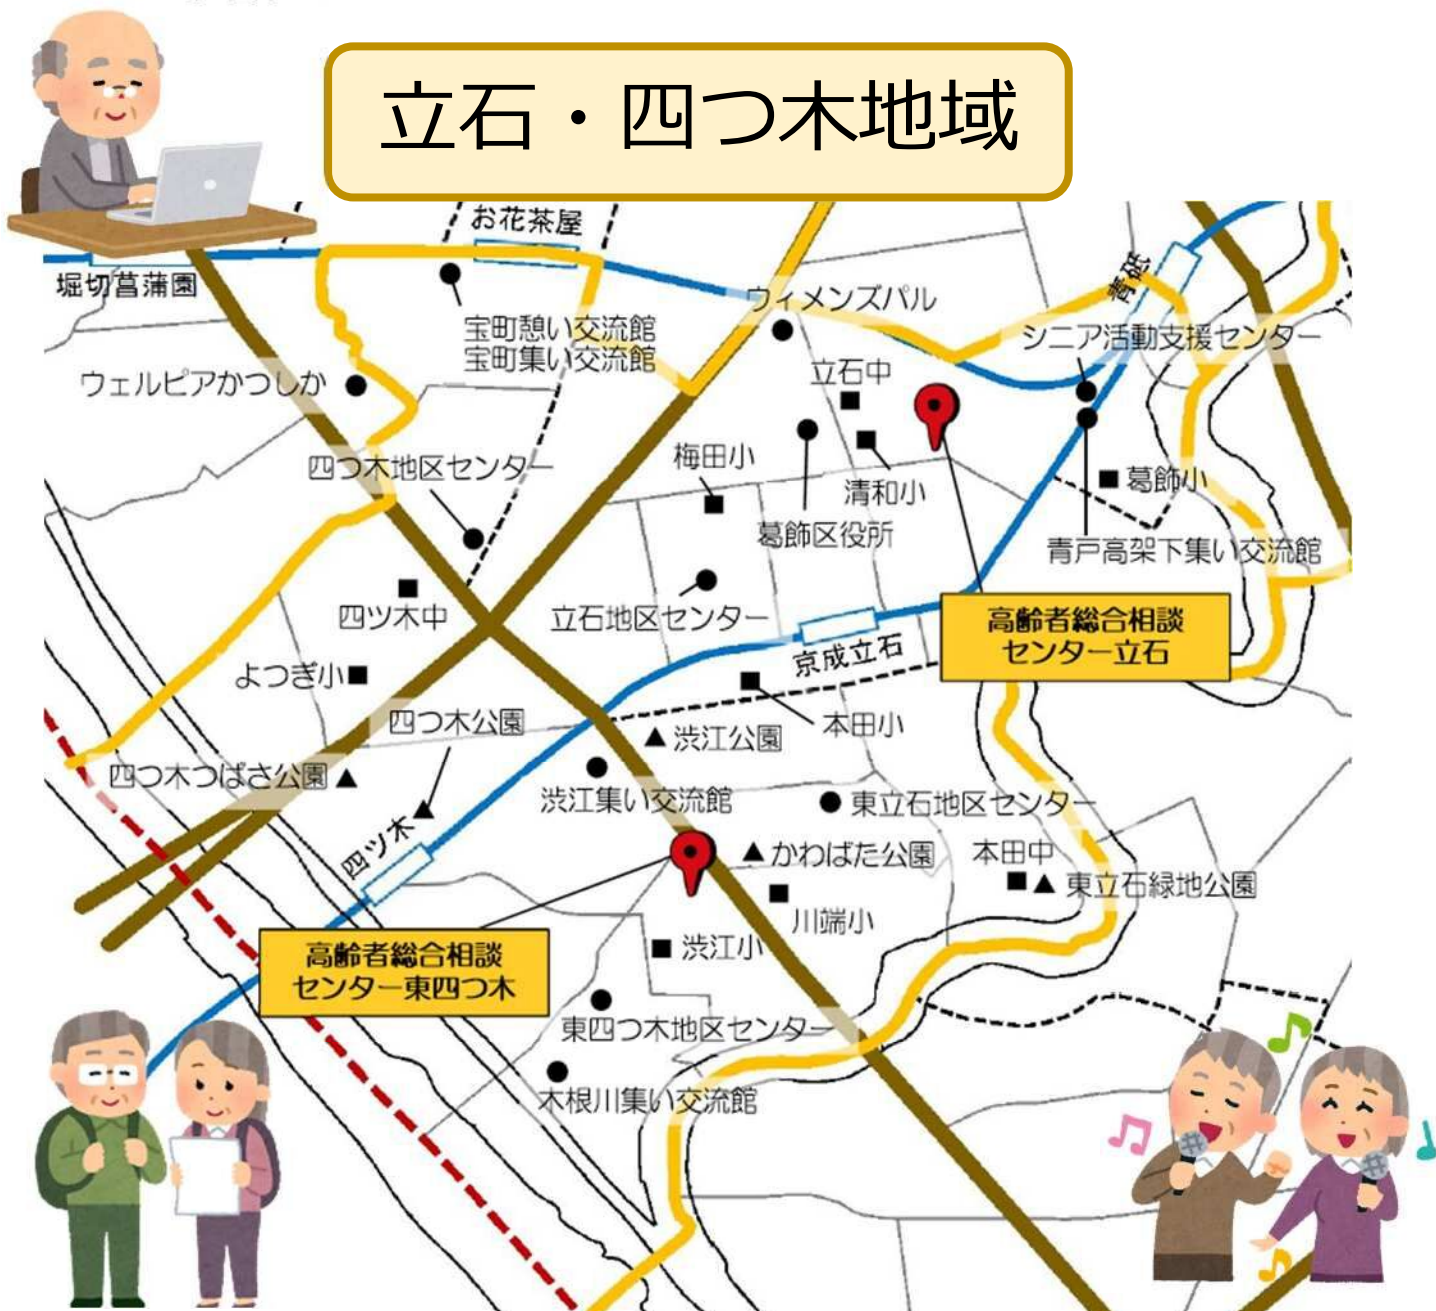 立石・四つ木地域
お花茶屋
堀切菖蒲園
青砥
ウィメンズパル
宝町憩い交流館
宝町集い交流館
シニア活動支援センター
ウェルピアかつしか
立石中
四つ木地区センター
梅田小
清和小
葛飾小
葛飾区役所
青戸高架下集い交流館
四ツ木中
立石地区センター
高齢者総合相談
センター立石
京成立石
よつぎ小
四つ木公園
本田小
渋江公園
四つ木つばさ公園
渋江集い交流館
東立石地区センター
四ツ木
かわばた公園
本田中
東立石緑地公園
川端小
高齢者総合相談
センター東四つ木
渋江小
東四つ木地区センター
木根川集い交流館